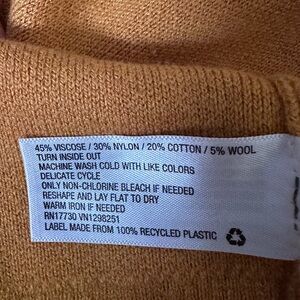 45% VISCOSE / 30% NYLON / 20% COTTON / 5% WOOL
TURN INSIDE OUT
MACHINE WASH COLD WITH LIKE COLORS
DELICATE CYCLE
ONLY NON-CHLORINE BLEACH IF NEEDED
RESHAPE AND LAY FLAT TO DRY
WARM IRON IF NEEDED
RN17730 VN1298251
LABEL MADE FROM 100% RECYCLED PLASTIC